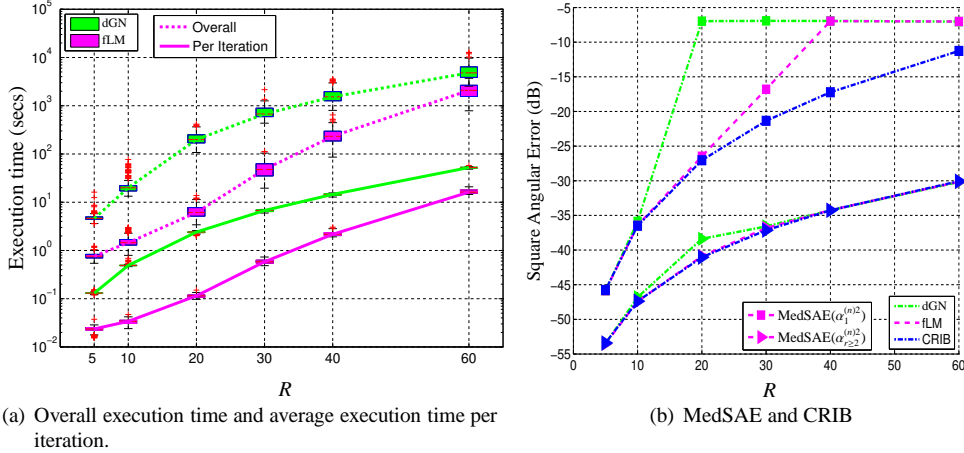 10^5
10^4
10^3
10^2
10^1
10^0
10^{-1}
10^{-2}
Execution time (secs)
dGN
fLM
Overall
Per Iteration
5 10 20 30 40 60
R
(a) Overall execution time and average execution time per
iteration.
−5
−10
−15
−20
−25
−30
−35
−40
−45
−50
−55
Square Angular Error (dB)
MedSAE(α_1^{(n)2})
MedSAE(α_{r≥2}^{(n)2})
dGN
fLM
CRIB
0 10 20 30 40 50 60
R
(b) MedSAE and CRIB